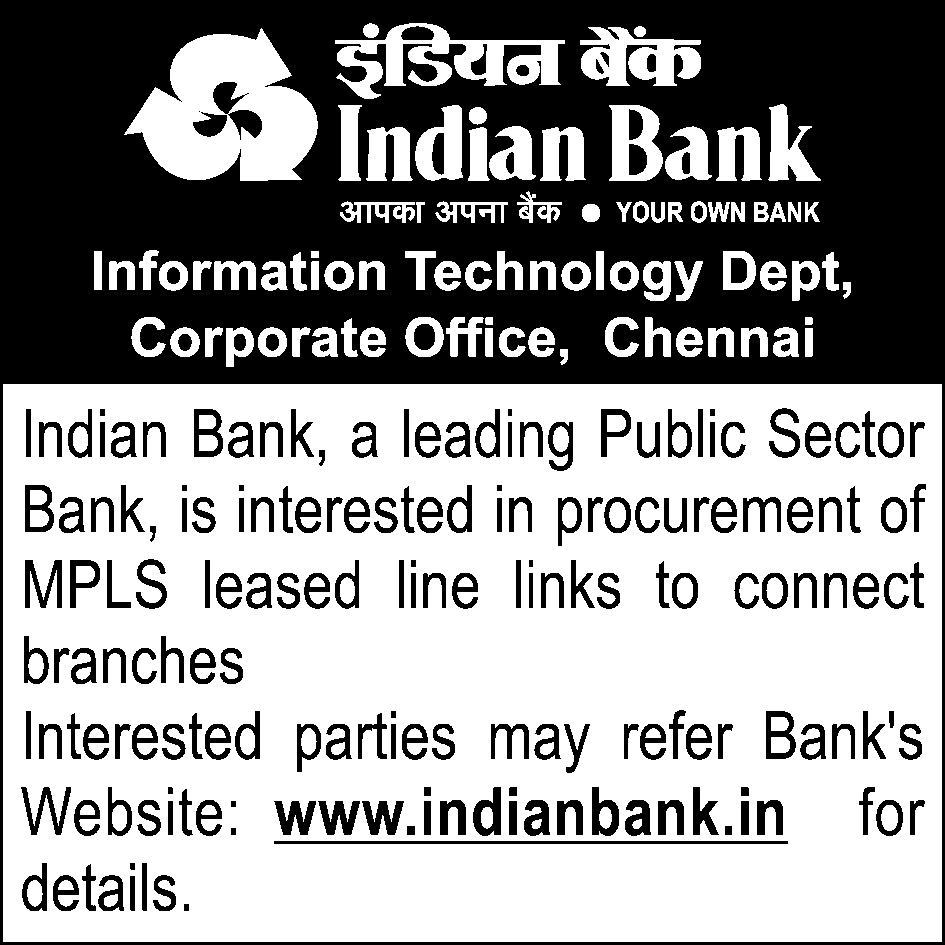 इंडियन बैंक
Indian Bank
आपका अपना बैंक ● YOUR OWN BANK
Information Technology Dept,
Corporate Office, Chennai
Indian Bank, a leading Public Sector
Bank, is interested in procurement of
MPLS leased line links to connect
branches
Interested parties may refer Bank's
Website: www.indianbank.in for
details.